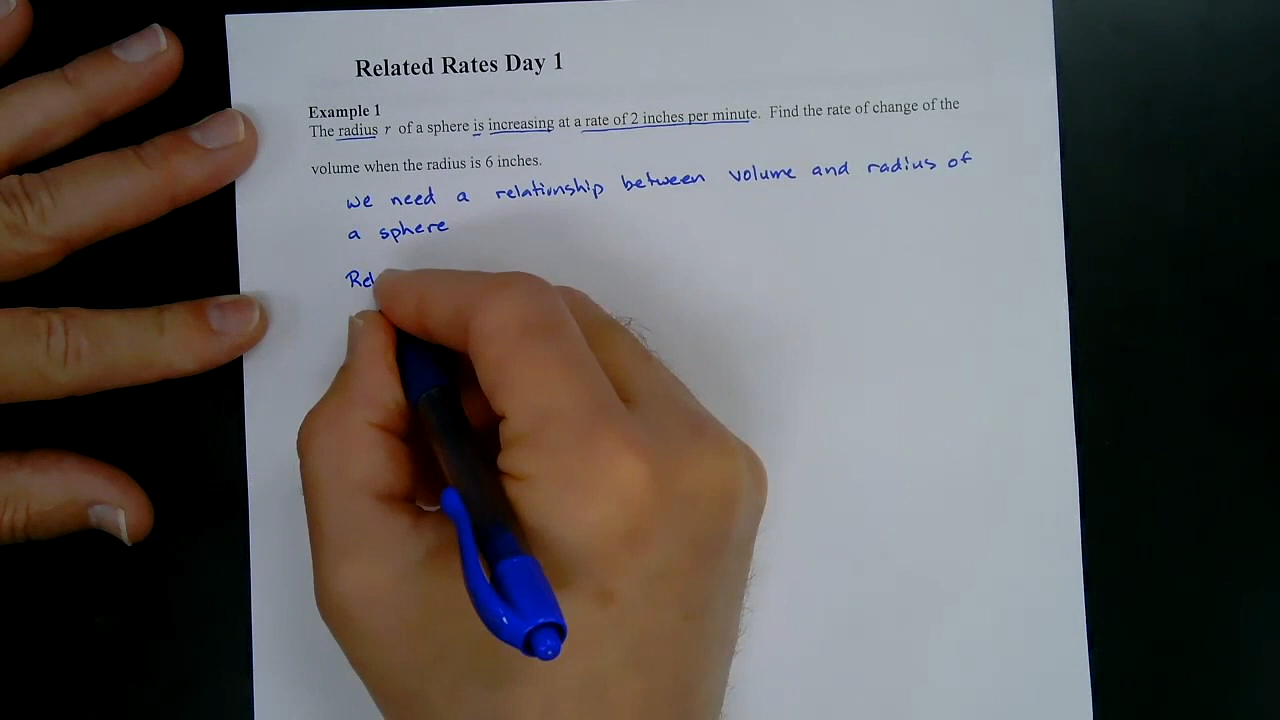 Related Rates Day 1
Example 1
The radius r of a sphere is increasing at a rate of 2 inches per minute. Find the rate of change of the
volume when the radius is 6 inches.
we need a relationship between volume and radius of
a sphere
Rel